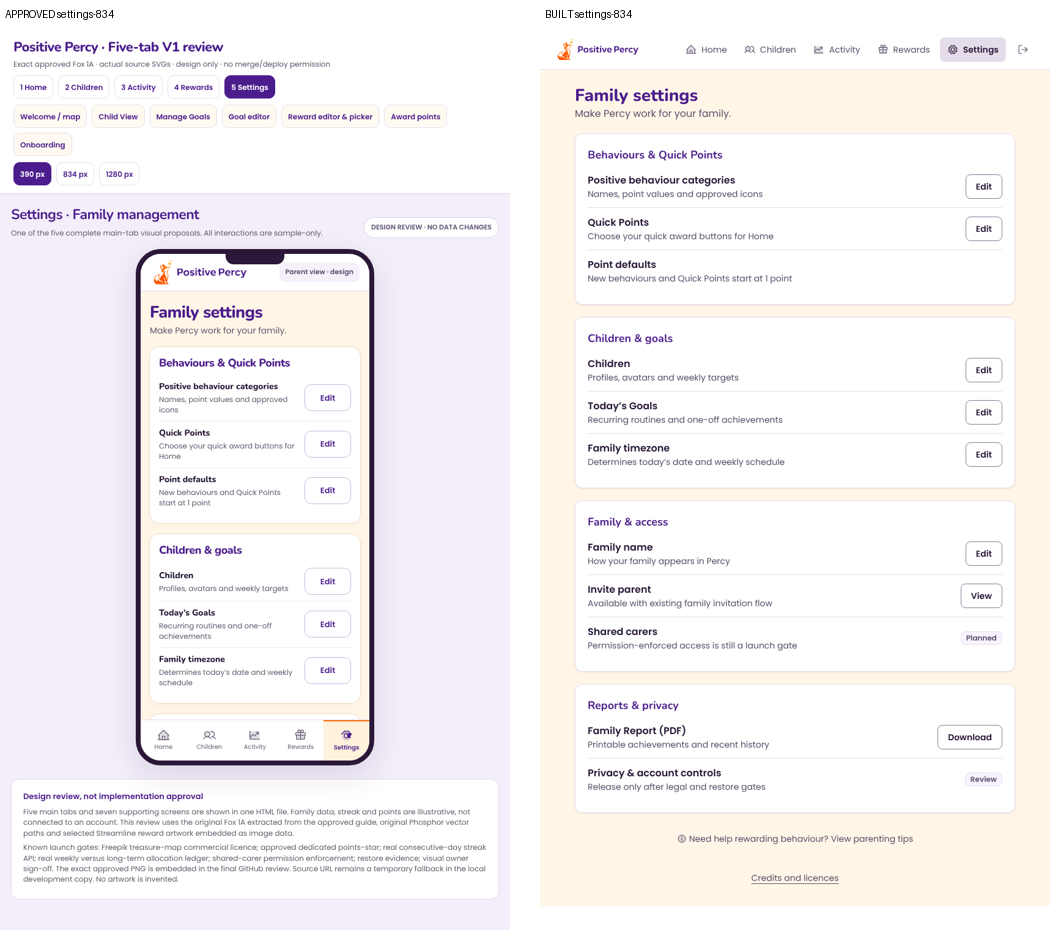 APPROVED settings-834
Positive Percy · Five-tab V1 review
Exact approved Fox 1A · actual source SVGs · design only · no merge/deploy permission
1 Home
2 Children
3 Activity
4 Rewards
5 Settings
Welcome / map
Child View
Manage Goals
Goal editor
Reward editor & picker
Award points
Onboarding
390 px
834 px
1280 px
Settings · Family management
One of the five complete main-tab visual proposals. All interactions are sample-only.
DESIGN REVIEW · NO DATA CHANGES
Positive Percy
Parent view · design
Family settings
Make Percy work for your family.
Behaviours & Quick Points
Positive behaviour categories
Names, point values and approved
icons
Edit
Quick Points
Choose your quick award buttons for
Home
Edit
Point defaults
New behaviours and Quick Points
start at 1 point
Edit
Children & goals
Children
Profiles, avatars and weekly targets
Edit
Today's Goals
Recurring routines and one-off
achievements
Edit
Family timezone
Determines today's date and weekly
schedule
Edit
Home
Children
Activity
Rewards
Settings
Design review, not implementation approval
Five main tabs and seven supporting screens are shown in one HTML file. Family data, streak and points are illustrative, not
connected to an account. This review uses the original Fox 1A extracted from the approved guide, original Phosphor vector
paths and selected Streamline reward artwork embedded as image data.
Known launch gates: Freepik treasure-map commercial licence; approved dedicated points-star; real consecutive-day streak
API; real weekly versus long-term allocation ledger; shared-carer permission enforcement; restore evidence; visual owner
sign-off. The exact approved PNG is embedded in the final GitHub review. Source URL remains a temporary fallback in the local
development copy. No artwork is invented.
BUILT settings-834
Positive Percy
Home
Children
Activity
Rewards
Settings
Family settings
Make Percy work for your family.
Behaviours & Quick Points
Positive behaviour categories
Names, point values and approved icons
Edit
Quick Points
Choose your quick award buttons for Home
Edit
Point defaults
New behaviours and Quick Points start at 1 point
Children & goals
Children
Profiles, avatars and weekly targets
Edit
Today's Goals
Recurring routines and one-off achievements
Edit
Family timezone
Determines today's date and weekly schedule
Edit
Family & access
Family name
How your family appears in Percy
Edit
Invite parent
Available with existing family invitation flow
View
Shared carers
Permission-enforced access is still a launch gate
Planned
Reports & privacy
Family Report (PDF)
Printable achievements and recent history
Download
Privacy & account controls
Release only after legal and restore gates
Review
Need help rewarding behaviour? View parenting tips
Credits and licences